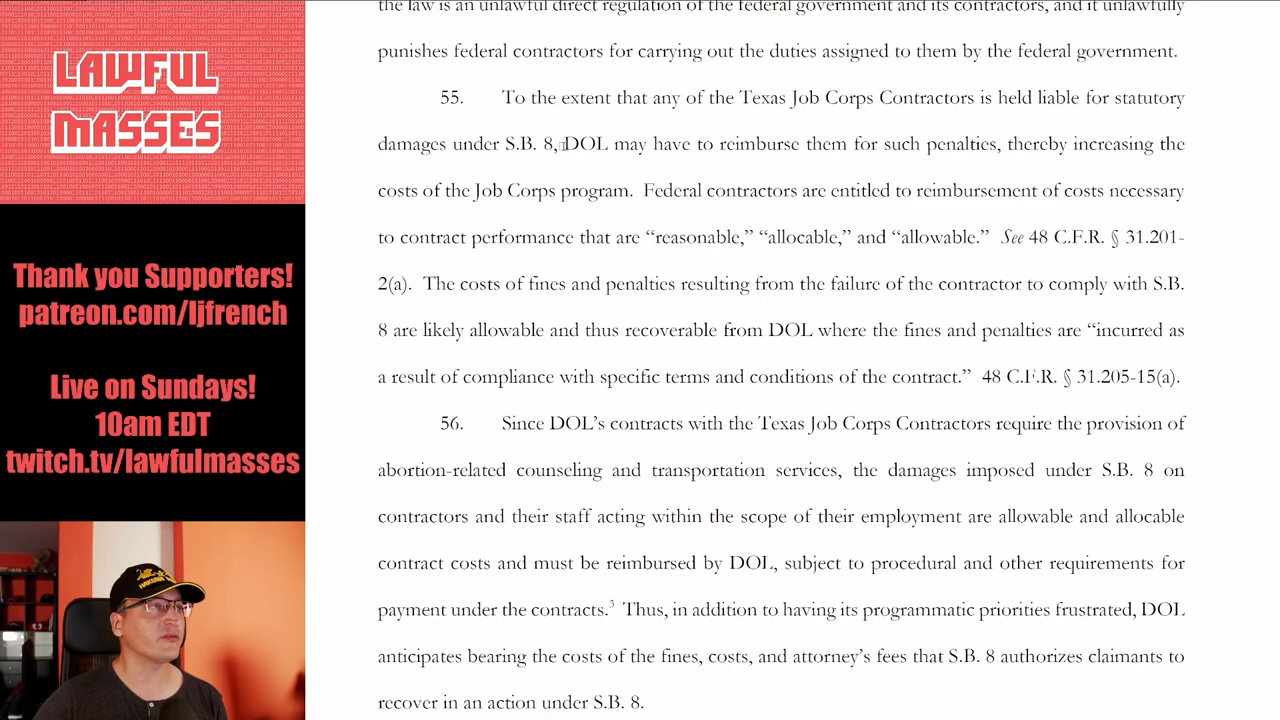 LAWFUL
MASSES
Thank you Supporters!
patreon.com/ljfrench
Live on Sundays!
10am EDT
twitch.tv/lawfulmasses
the law is an unlawful direct regulation of the federal government and its contractors, and it unlawfully
punishes federal contractors for carrying out the duties assigned to them by the federal government.
55. To the extent that any of the Texas Job Corps Contractors is held liable for statutory
damages under S.B. 8, DOL may have to reimburse them for such penalties, thereby increasing the
costs of the Job Corps program. Federal contractors are entitled to reimbursement of costs necessary
to contract performance that are “reasonable,” “allocable,” and “allowable.” See 48 C.F.R. § 31.201-
2(a). The costs of fines and penalties resulting from the failure of the contractor to comply with S.B.
8 are likely allowable and thus recoverable from DOL where the fines and penalties are “incurred as
a result of compliance with specific terms and conditions of the contract.” 48 C.F.R. § 31.205-15(a).
56. Since DOL’s contracts with the Texas Job Corps Contractors require the provision of
abortion-related counseling and transportation services, the damages imposed under S.B. 8 on
contractors and their staff acting within the scope of their employment are allowable and allocable
contract costs and must be reimbursed by DOL, subject to procedural and other requirements for
payment under the contracts.3 Thus, in addition to having its programmatic priorities frustrated, DOL
anticipates bearing the costs of the fines, costs, and attorney’s fees that S.B. 8 authorizes claimants to
recover in an action under S.B. 8.